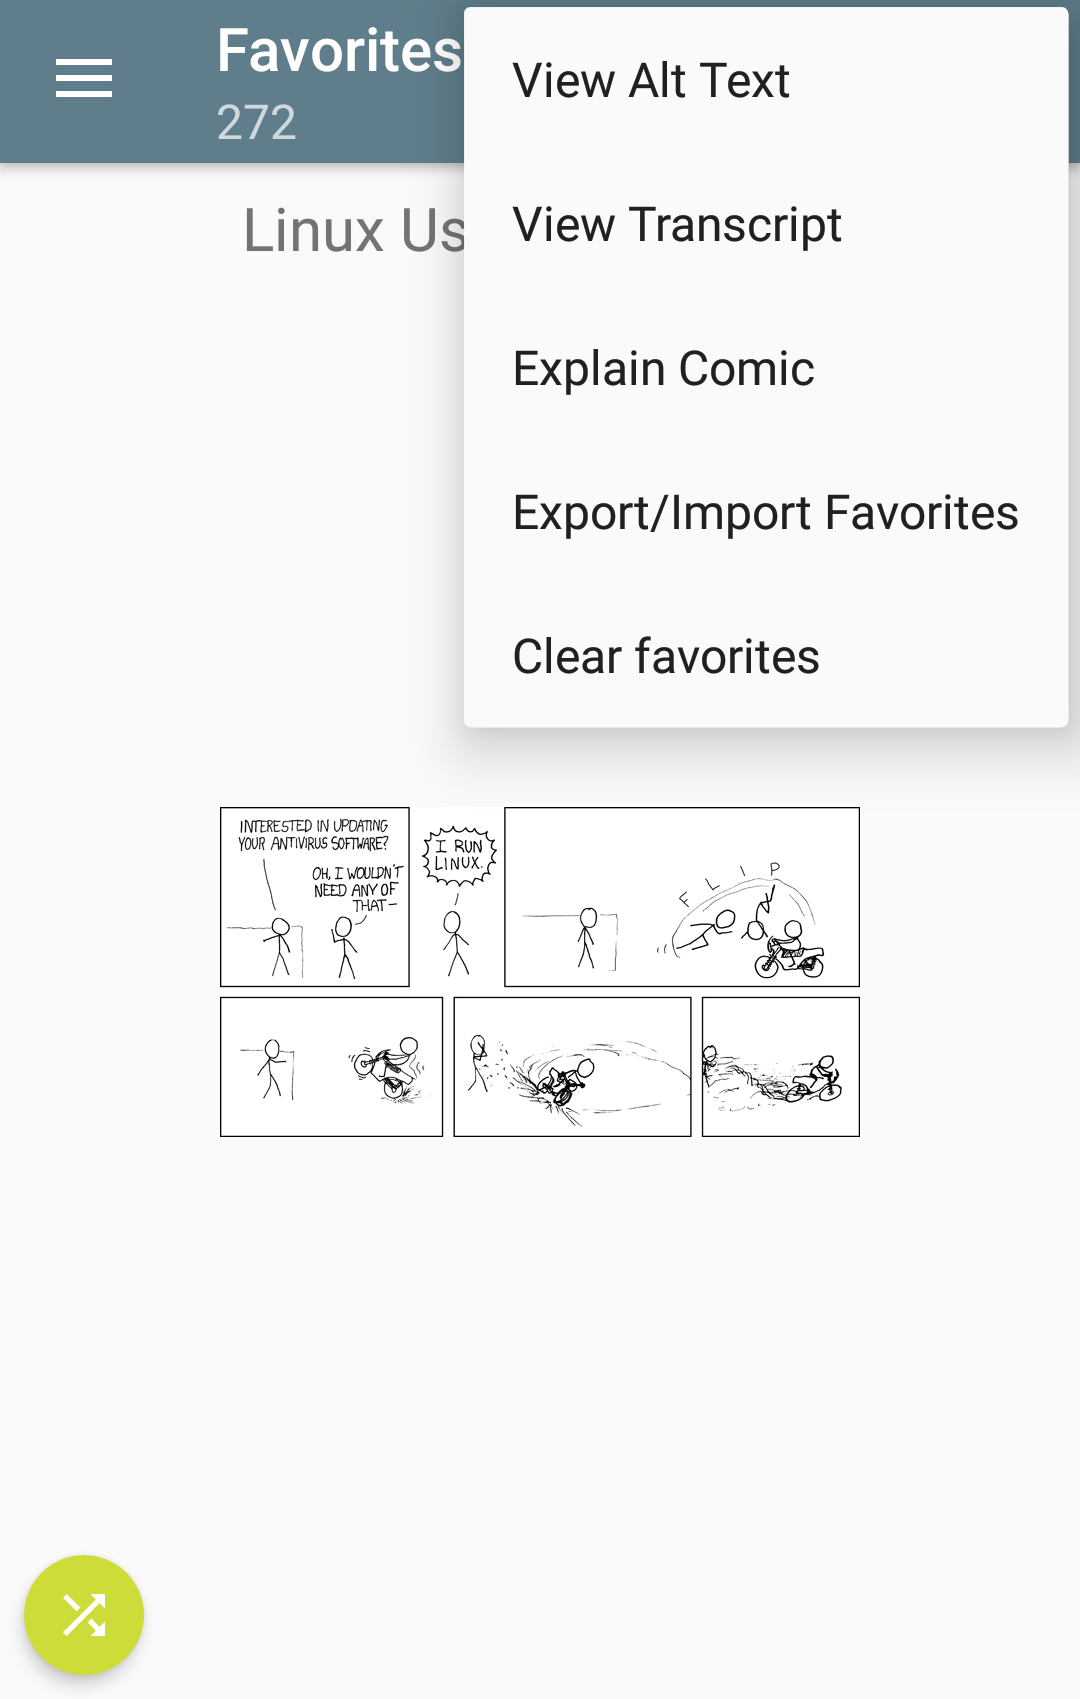 Favorites
272
View Alt Text
View Transcript
Explain Comic
Export/Import Favorites
Clear favorites
Linux Us
INTERESTED IN UPDATING
YOUR ANTIVIRUS SOFTWARE?
OH, I WOULDN'T
NEED ANY OF
THAT—
I RUN
LINUX.
FLIP